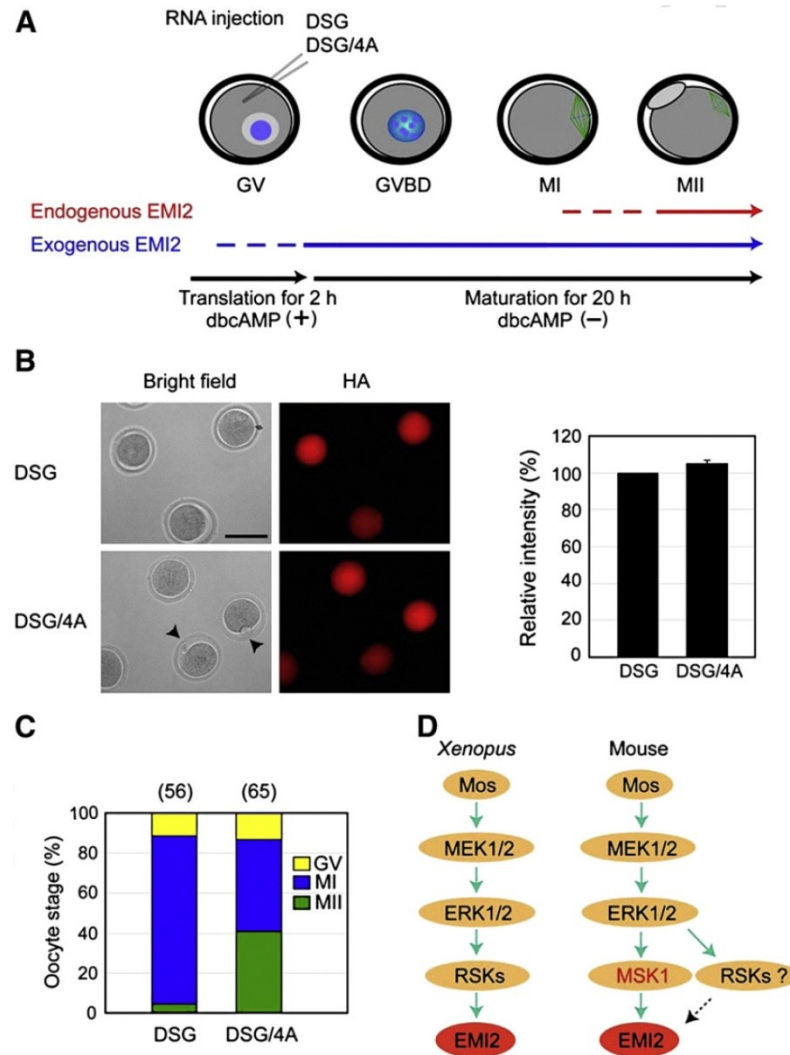 A
RNA injection
DSG
DSG/4A
GV
GVBD
MI
MII
Endogenous EMI2
Exogenous EMI2
Translation for 2 h
dbcAMP (+)
Maturation for 20 h
dbcAMP (−)
B
Bright field
HA
DSG
DSG/4A
Relative intensity (%)
120
100
80
60
40
20
0
DSG
DSG/4A
C
(56)
(65)
Oocyte stage (%)
100
80
60
40
20
0
GV
MI
MII
DSG
DSG/4A
D
Xenopus
Mos
MEK1/2
ERK1/2
RSKs
EMI2
Mouse
Mos
MEK1/2
ERK1/2
MSK1
RSKs ?
EMI2